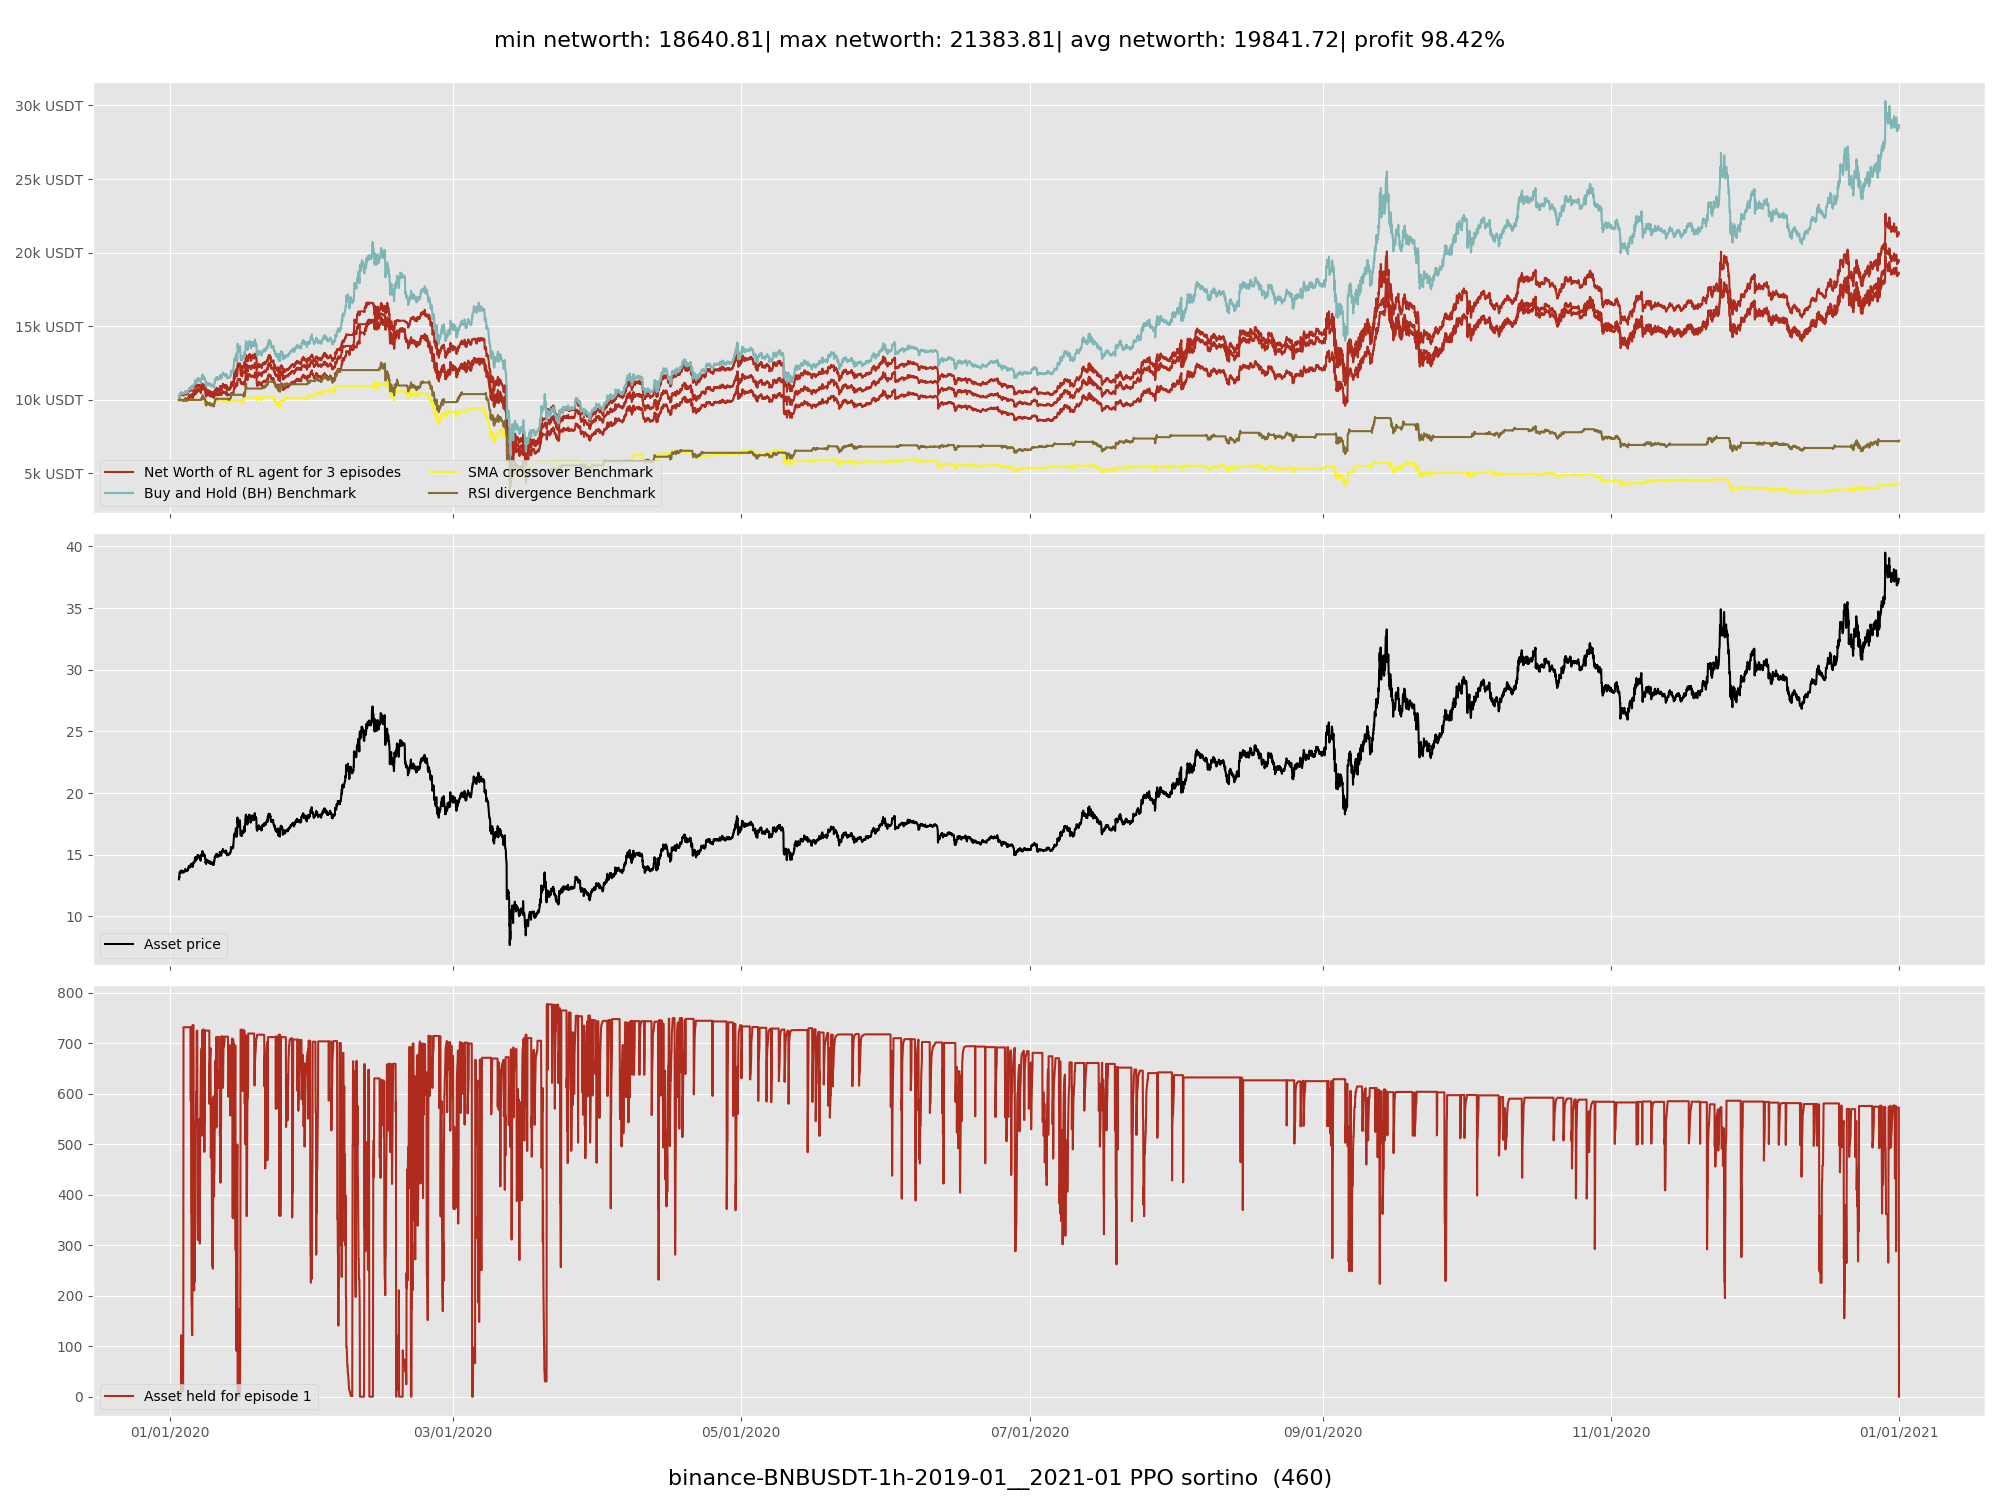 min networth: 18640.81| max networth: 21383.81| avg networth: 19841.72| profit 98.42%
30k USDT
25k USDT
20k USDT
15k USDT
10k USDT
5k USDT
Net Worth of RL agent for 3 episodes
Buy and Hold (BH) Benchmark
SMA crossover Benchmark
RSI divergence Benchmark
40
35
30
25
20
15
10
Asset price
800
700
600
500
400
300
200
100
0
Asset held for episode 1
01/01/2020
03/01/2020
05/01/2020
07/01/2020
09/01/2020
11/01/2020
01/01/2021
binance-BNBUSDT-1h-2019-01__2021-01 PPO sortino  (460)